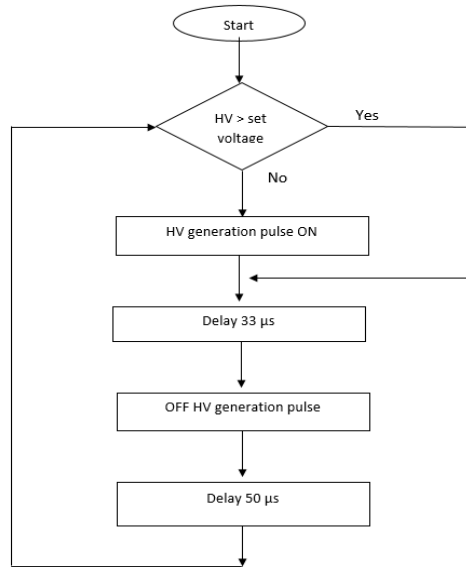 Start
HV > set
voltage
Yes
No
HV generation pulse ON
Delay 33 µs
OFF HV generation pulse
Delay 50 µs